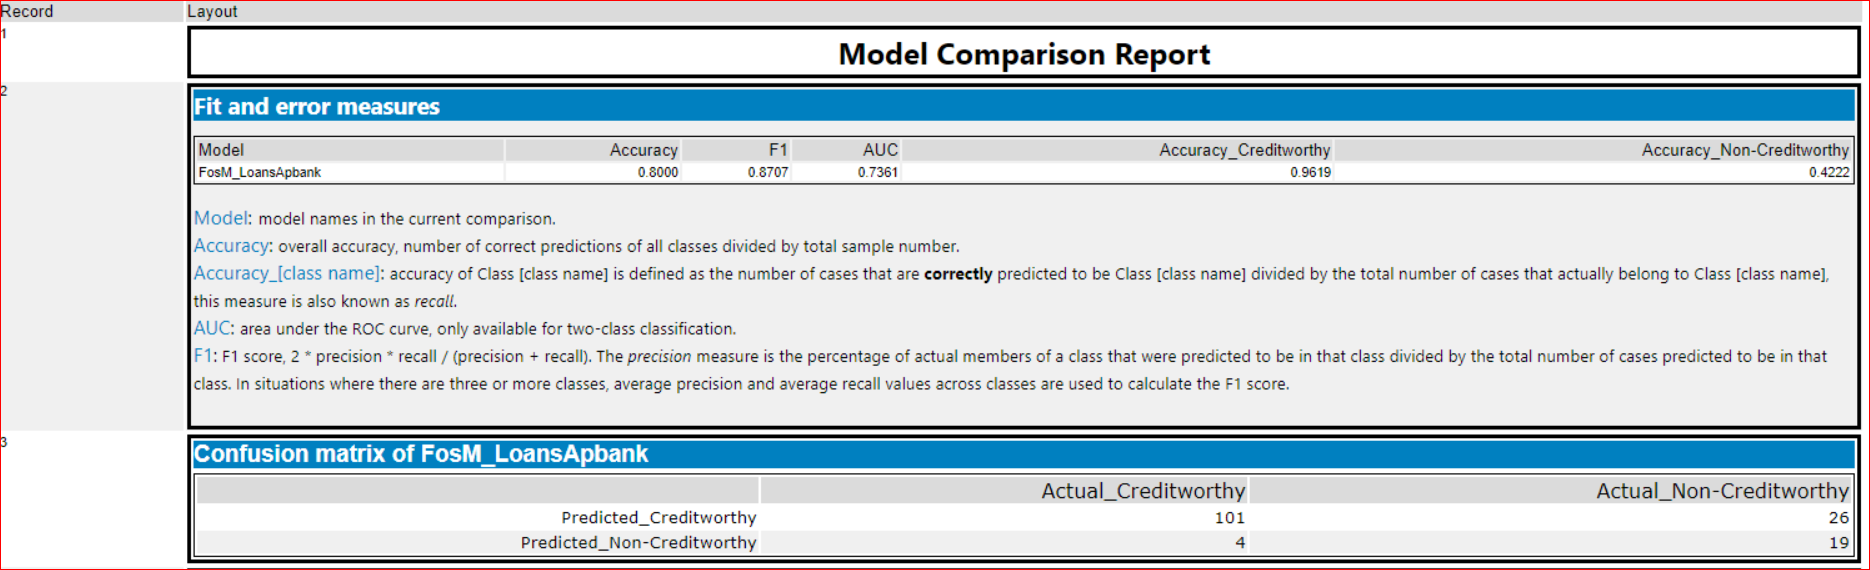 Record Layout
1
Model Comparison Report
2
Fit and error measures
Model Accuracy F1 AUC Accuracy_Creditworthy Accuracy_Non-Creditworthy
FosM_LoansApbank 0.8000 0.8707 0.7361 0.9619 0.4222
Model: model names in the current comparison.
Accuracy: overall accuracy, number of correct predictions of all classes divided by total sample number.
Accuracy_[class name]: accuracy of Class [class name] is defined as the number of cases that are correctly predicted to be Class [class name] divided by the total number of cases that actually belong to Class [class name],
this measure is also known as recall.
AUC: area under the ROC curve, only available for two-class classification.
F1: F1 score, 2 * precision * recall / (precision + recall). The precision measure is the percentage of actual members of a class that were predicted to be in that class divided by the total number of cases predicted to be in that
class. In situations where there are three or more classes, average precision and average recall values across classes are used to calculate the F1 score.
3
Confusion matrix of FosM_LoansApbank
Actual_Creditworthy Actual_Non-Creditworthy
Predicted_Creditworthy 101 26
Predicted_Non-Creditworthy 4 19